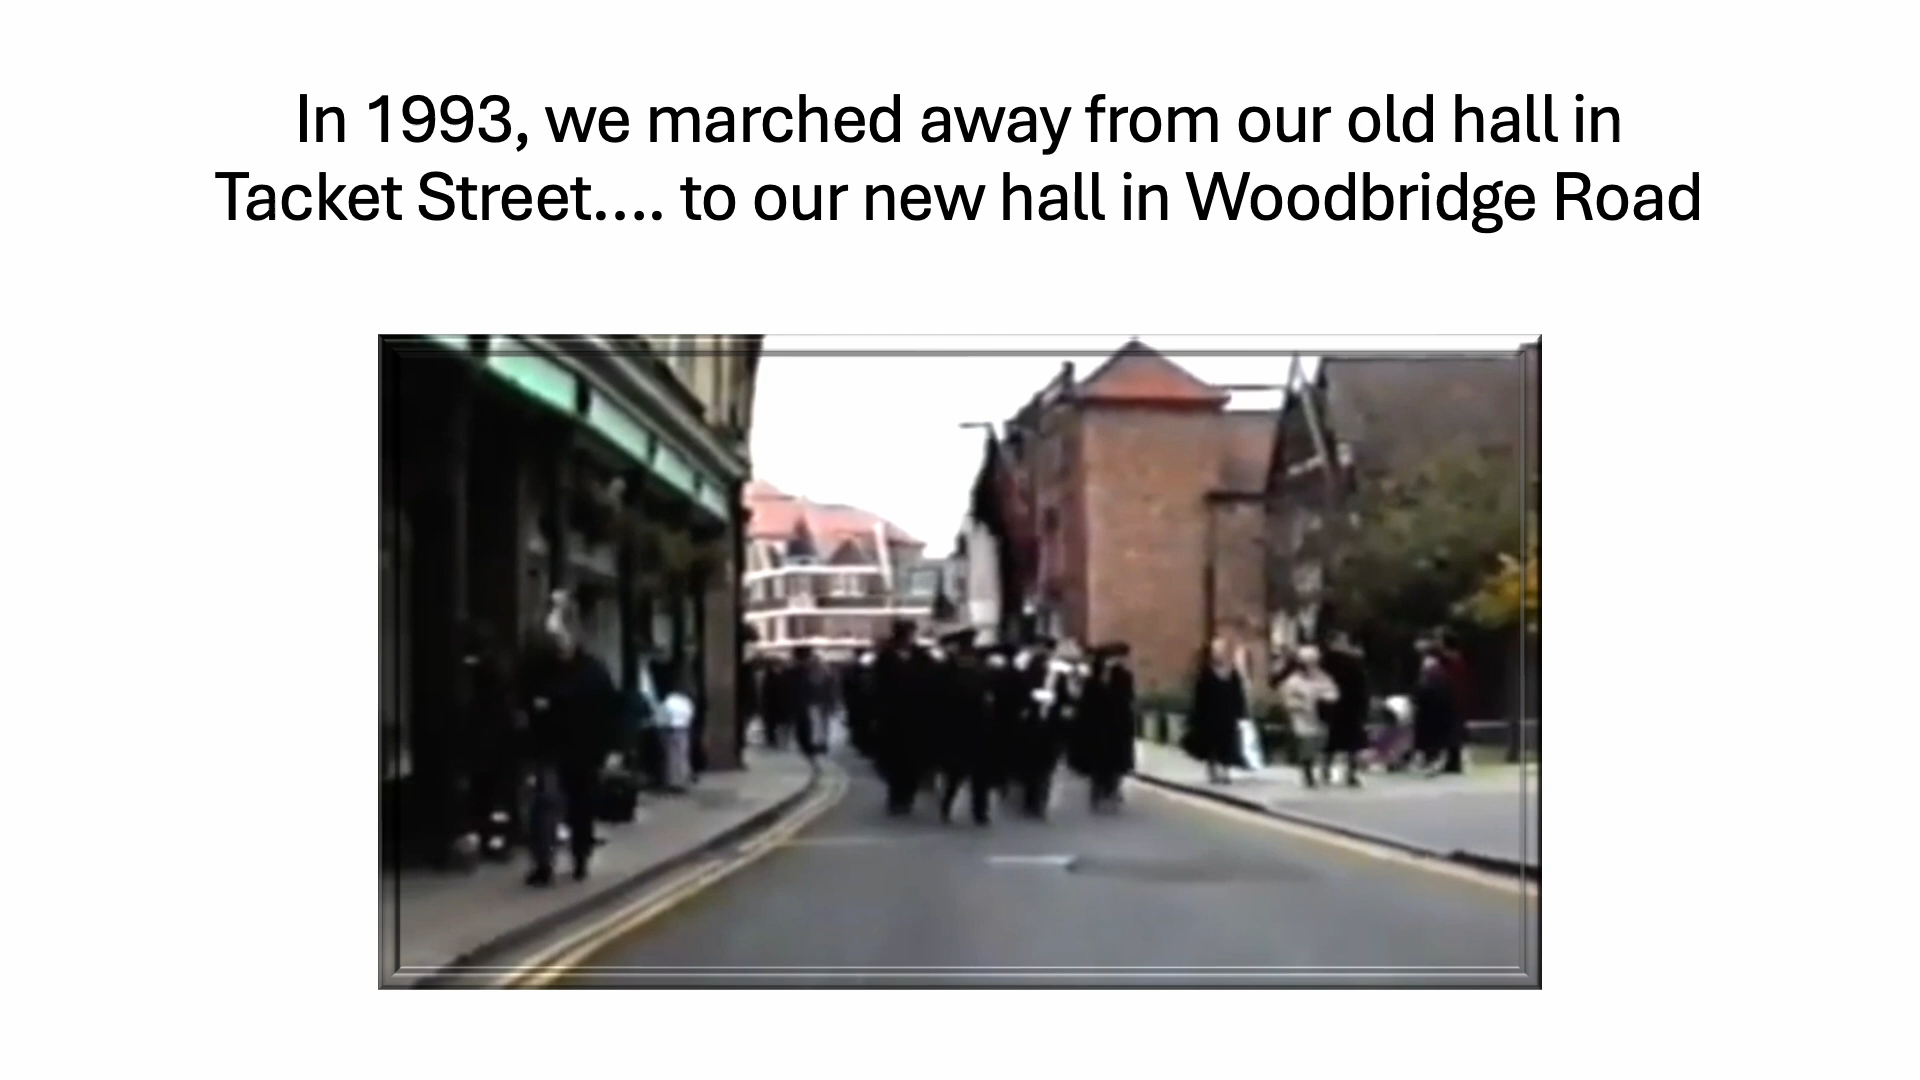 In 1993, we marched away from our old hall in
Tacket Street.... to our new hall in Woodbridge Road